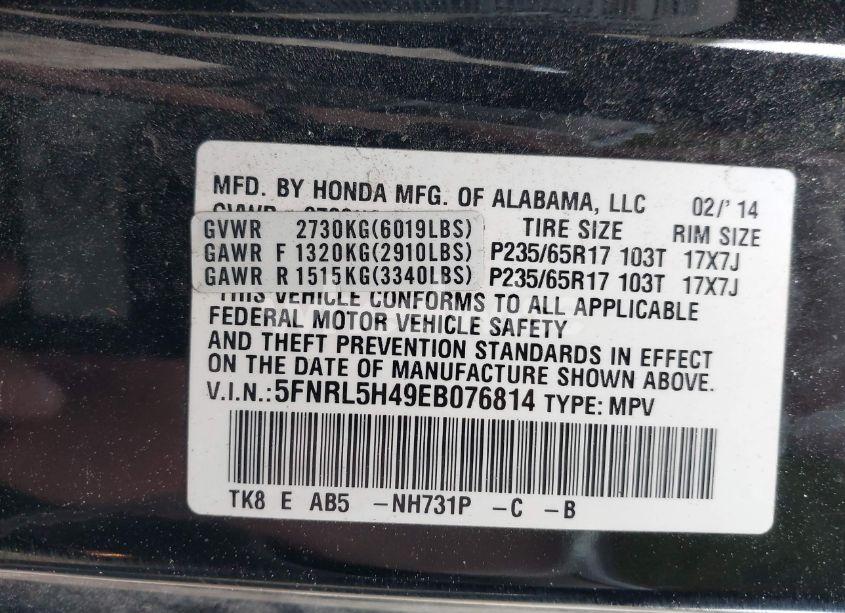 MFD. BY HONDA MFG. OF ALABAMA, LLC 02/' 14
GVWR 2730KG(6019LBS) TIRE SIZE RIM SIZE
GAWR F 1320KG(2910LBS) P235/65R17 103T 17X7J
GAWR R 1515KG(3340LBS) P235/65R17 103T 17X7J
THIS VEHICLE CONFORMS TO ALL APPLICABLE
FEDERAL MOTOR VEHICLE SAFETY
AND THEFT PREVENTION STANDARDS IN EFFECT
ON THE DATE OF MANUFACTURE SHOWN ABOVE.
V.I.N.:5FNRL5H49EB076814 TYPE: MPV
TK8 E AB5 -NH731P -C -B